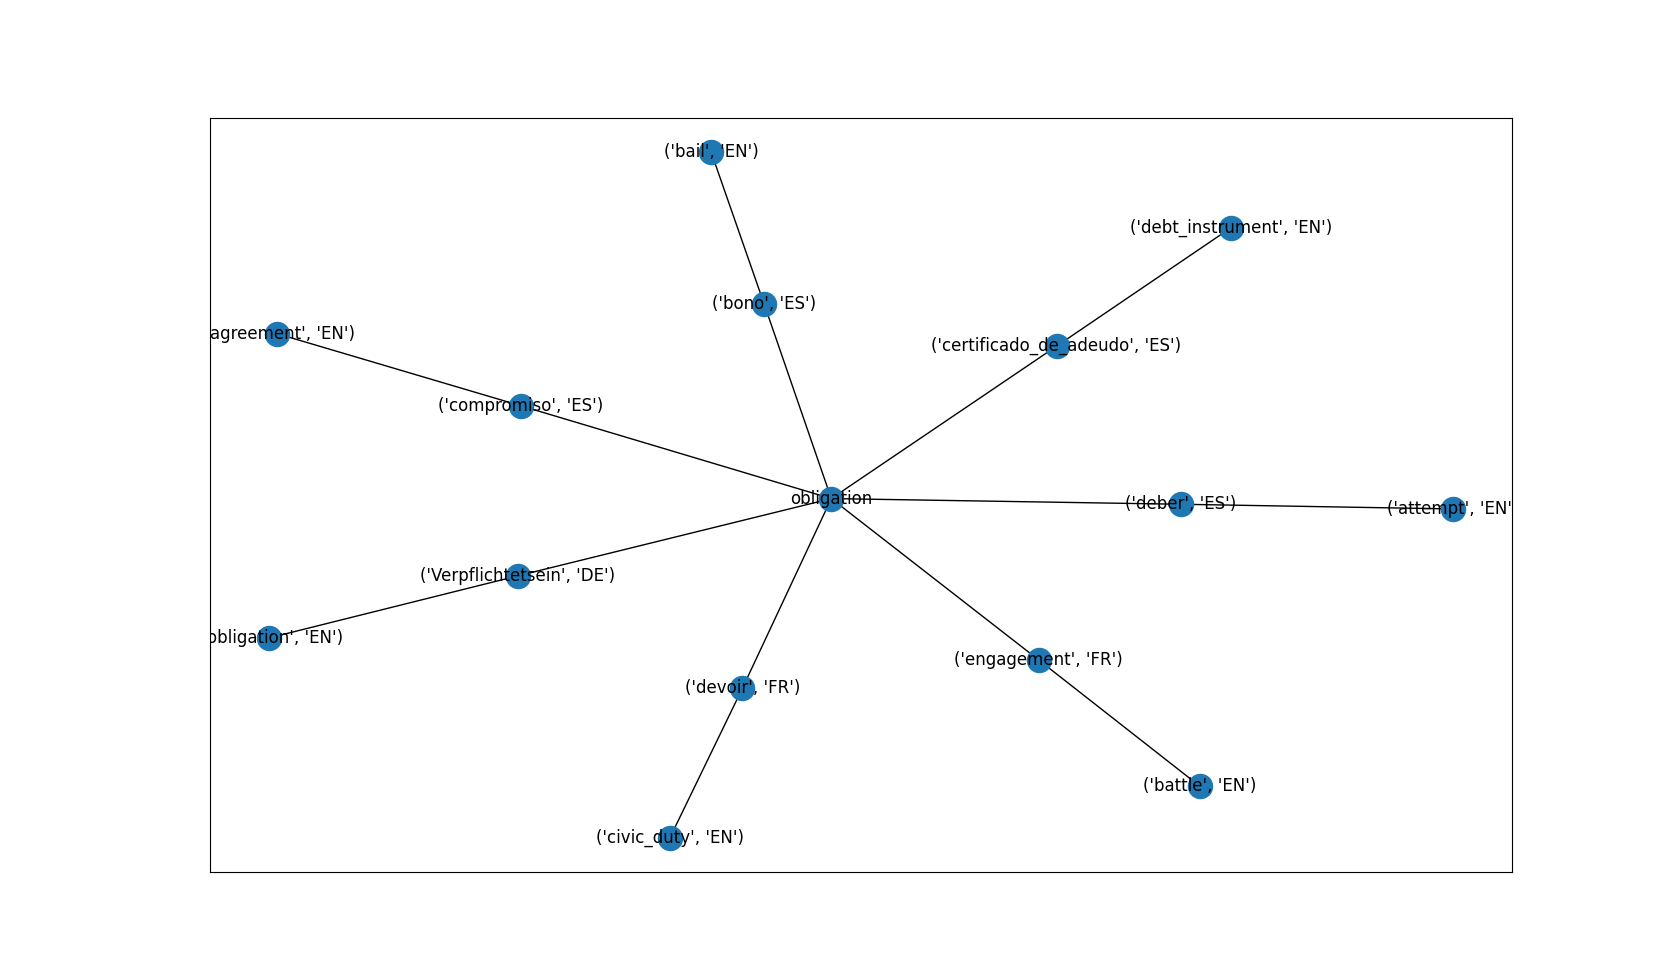 ('bail', 'EN')
('debt_instrument', 'EN')
('bono', 'ES')
agreement', 'EN')
('certificado_de_adeudo', 'ES')
('compromiso', 'ES')
obligation
('deber', 'ES')
('attempt', 'EN'
('Verpflichtetsein', 'DE')
obligation', 'EN')
('engagement', 'FR')
('devoir', 'FR')
('battle', 'EN')
('civic_duty', 'EN')